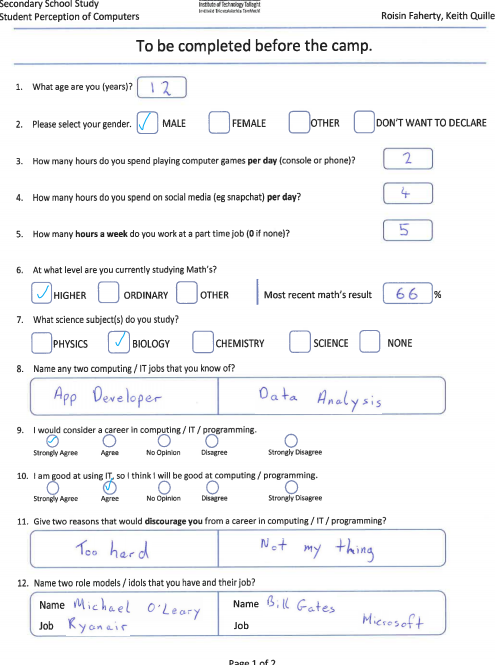 Secondary School Study
Student Perception of Computers
Institute of Technology Tallaght
Roisin Faherty, Keith Quille
To be completed before the camp.
1. What age are you (years)? 12
2. Please select your gender. ✓ MALE FEMALE OTHER DON'T WANT TO DECLARE
3. How many hours do you spend playing computer games per day (console or phone)? 2
4. How many hours do you spend on social media (eg snapchat) per day? 4
5. How many hours a week do you work at a part time job (0 if none)? 5
6. At what level are you currently studying Math's?
✓ HIGHER ORDINARY OTHER Most recent math's result 66 %
7. What science subject(s) do you study?
PHYSICS ✓ BIOLOGY CHEMISTRY SCIENCE NONE
8. Name any two computing / IT jobs that you know of?
App Developer Data Analysis
9. I would consider a career in computing / IT / programming.
Strongly Agree Agree No Opinion Disagree Strongly Disagree
10. I am good at using IT, so I think I will be good at computing / programming.
Strongly Agree Agree No Opinion Disagree Strongly Disagree
11. Give two reasons that would discourage you from a career in computing / IT / programming?
Too hard Not my thing
12. Name two role models / idols that you have and their job?
Name Michael O'Leary Name Bill Gates
Job Ryanair Job Microsoft
Page 1 of 2